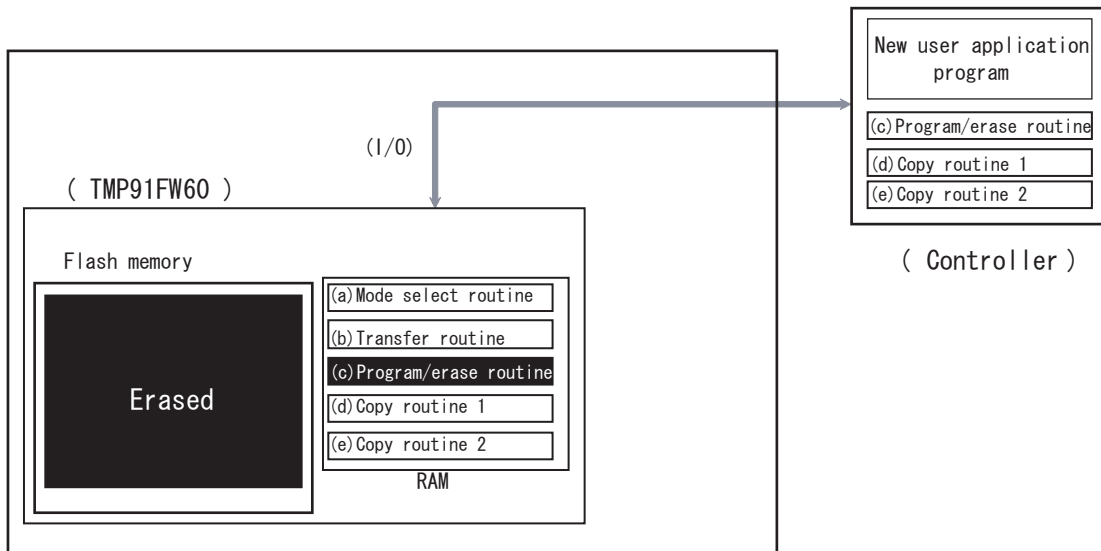 New user application
program
(I/O)
(c)Program/erase routine
(d)Copy routine 1
(e)Copy routine 2
( TMP91FW60 )
( Controller )
Flash memory
(a)Mode select routine
(b)Transfer routine
(c)Program/erase routine
Erased
(d)Copy routine 1
(e)Copy routine 2
RAM